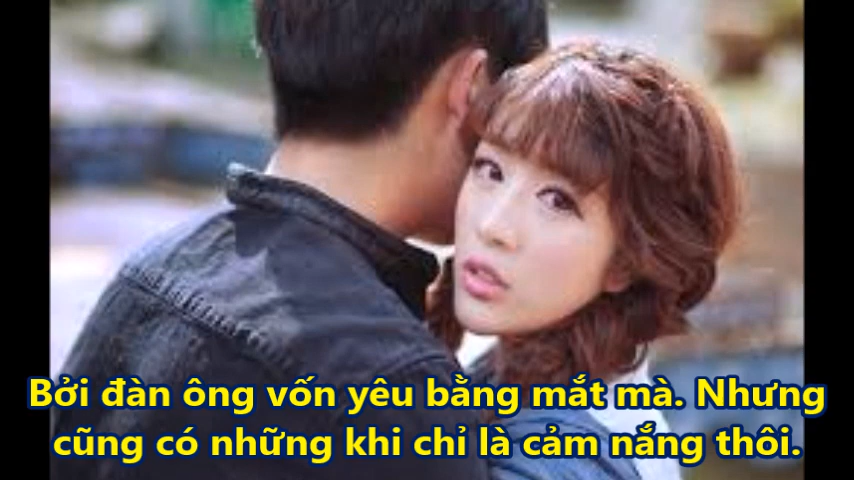 Bởi đàn ông vốn yêu bằng mắt mà. Nhưng
cũng có những khi chỉ là cảm nắng thôi.